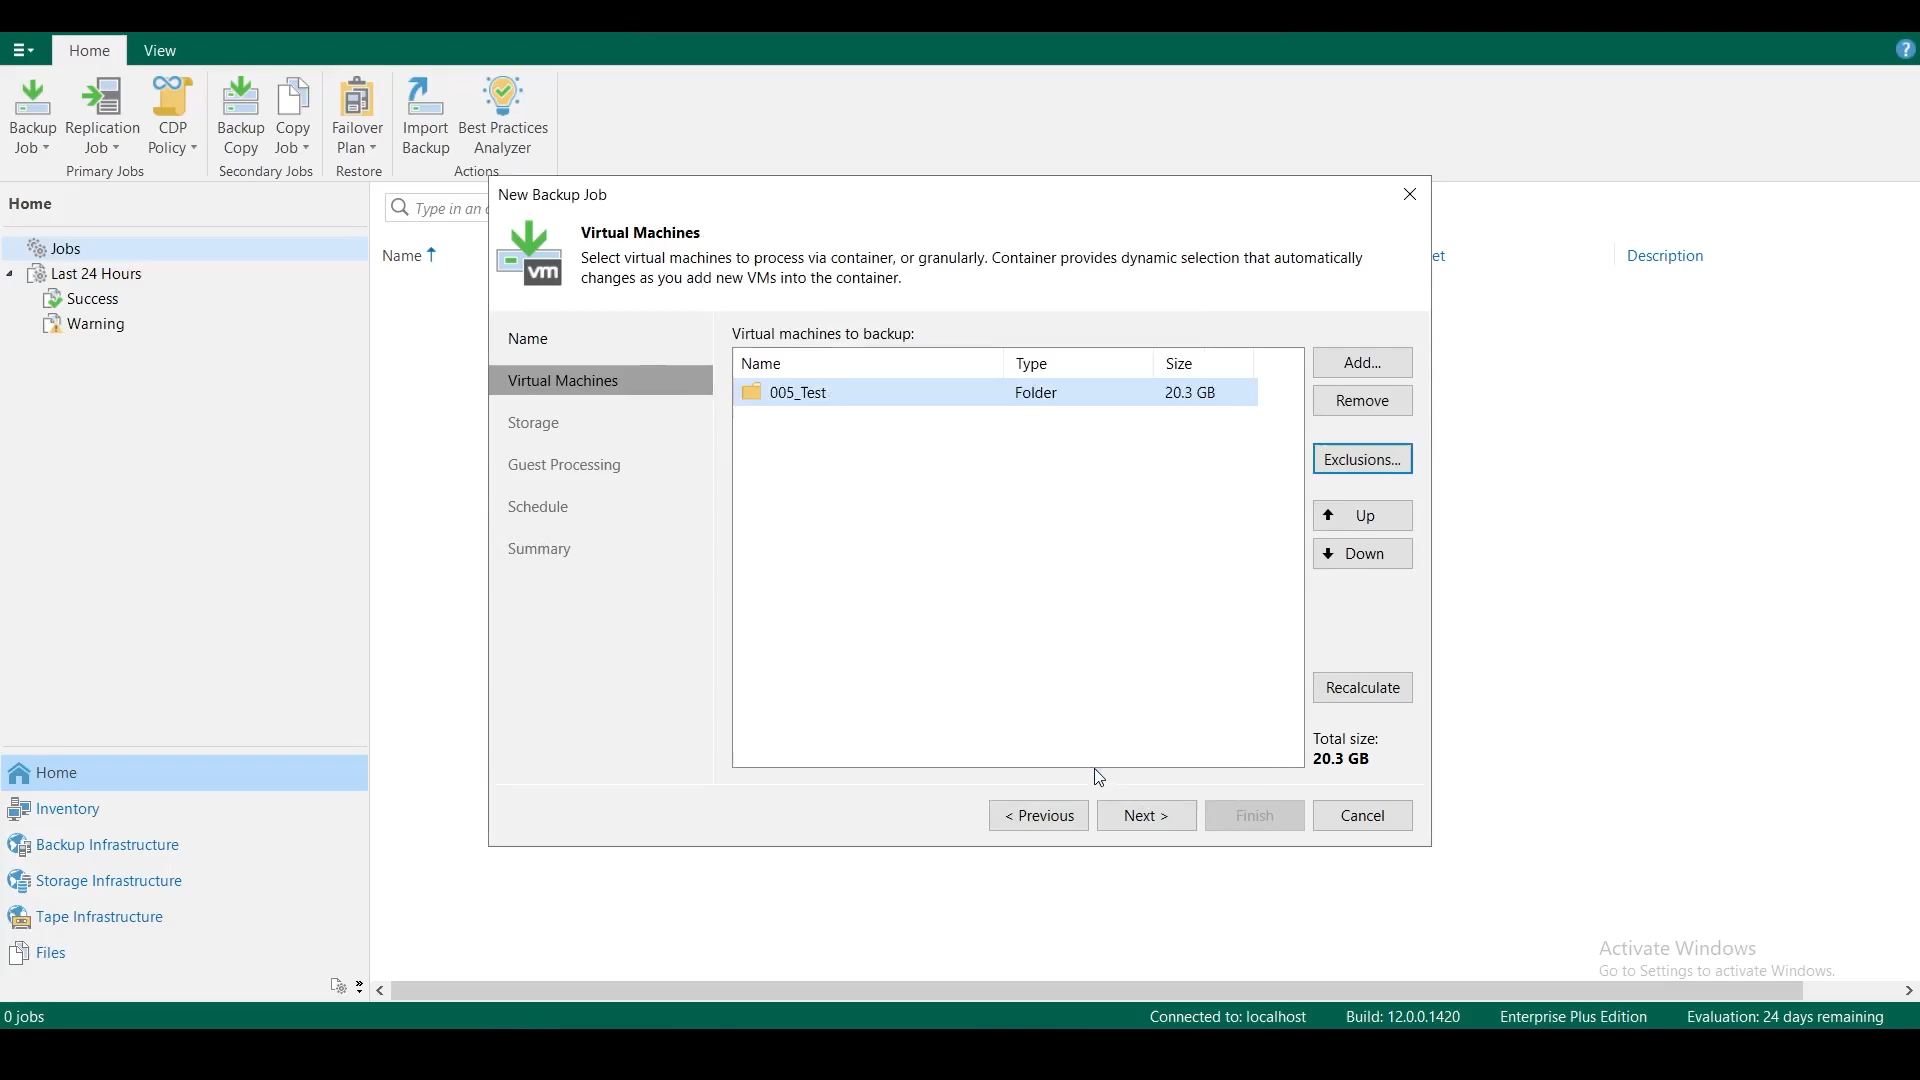 Home View
?
Backup Job
Replication Job
CDP Policy
Backup Copy
Copy Job
Failover Plan
Import Backup
Best Practices Analyzer
Primary Jobs
Secondary Jobs
Restore
Actions
Home
Jobs
Last 24 Hours
Success
Warning
Type in an
Name
et
Description
New Backup Job
vm
Virtual Machines
Select virtual machines to process via container, or granularly. Container provides dynamic selection that automatically
changes as you add new VMs into the container.
Name
Virtual Machines
Storage
Guest Processing
Schedule
Summary
Virtual machines to backup:
Name Type Size
005_Test Folder 20.3 GB
Add...
Remove
Exclusions...
Up
Down
Recalculate
Total size:
20.3 GB
< Previous
Next >
Finish
Cancel
Home
Inventory
Backup Infrastructure
Storage Infrastructure
Tape Infrastructure
Files
Activate Windows
Go to Settings to activate Windows.
0 jobs
Connected to: localhost
Build: 12.0.0.1420
Enterprise Plus Edition
Evaluation: 24 days remaining